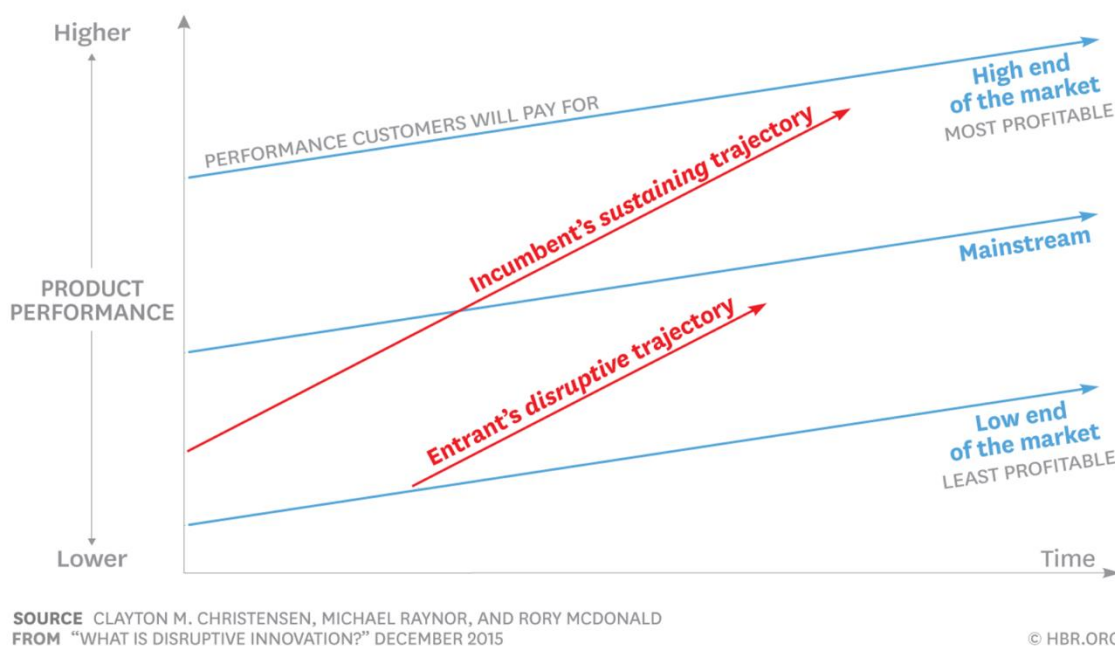 Higher
PERFORMANCE CUSTOMERS WILL PAY FOR
High end
of the market
MOST PROFITABLE
Incumbent’s sustaining trajectory
Mainstream
PRODUCT
PERFORMANCE
Entrant’s disruptive trajectory
Low end
of the market
LEAST PROFITABLE
Lower
Time
SOURCE CLAYTON M. CHRISTENSEN, MICHAEL RAYNOR, AND RORY MCDONALD
FROM “WHAT IS DISRUPTIVE INNOVATION?” DECEMBER 2015
© HBR.ORG